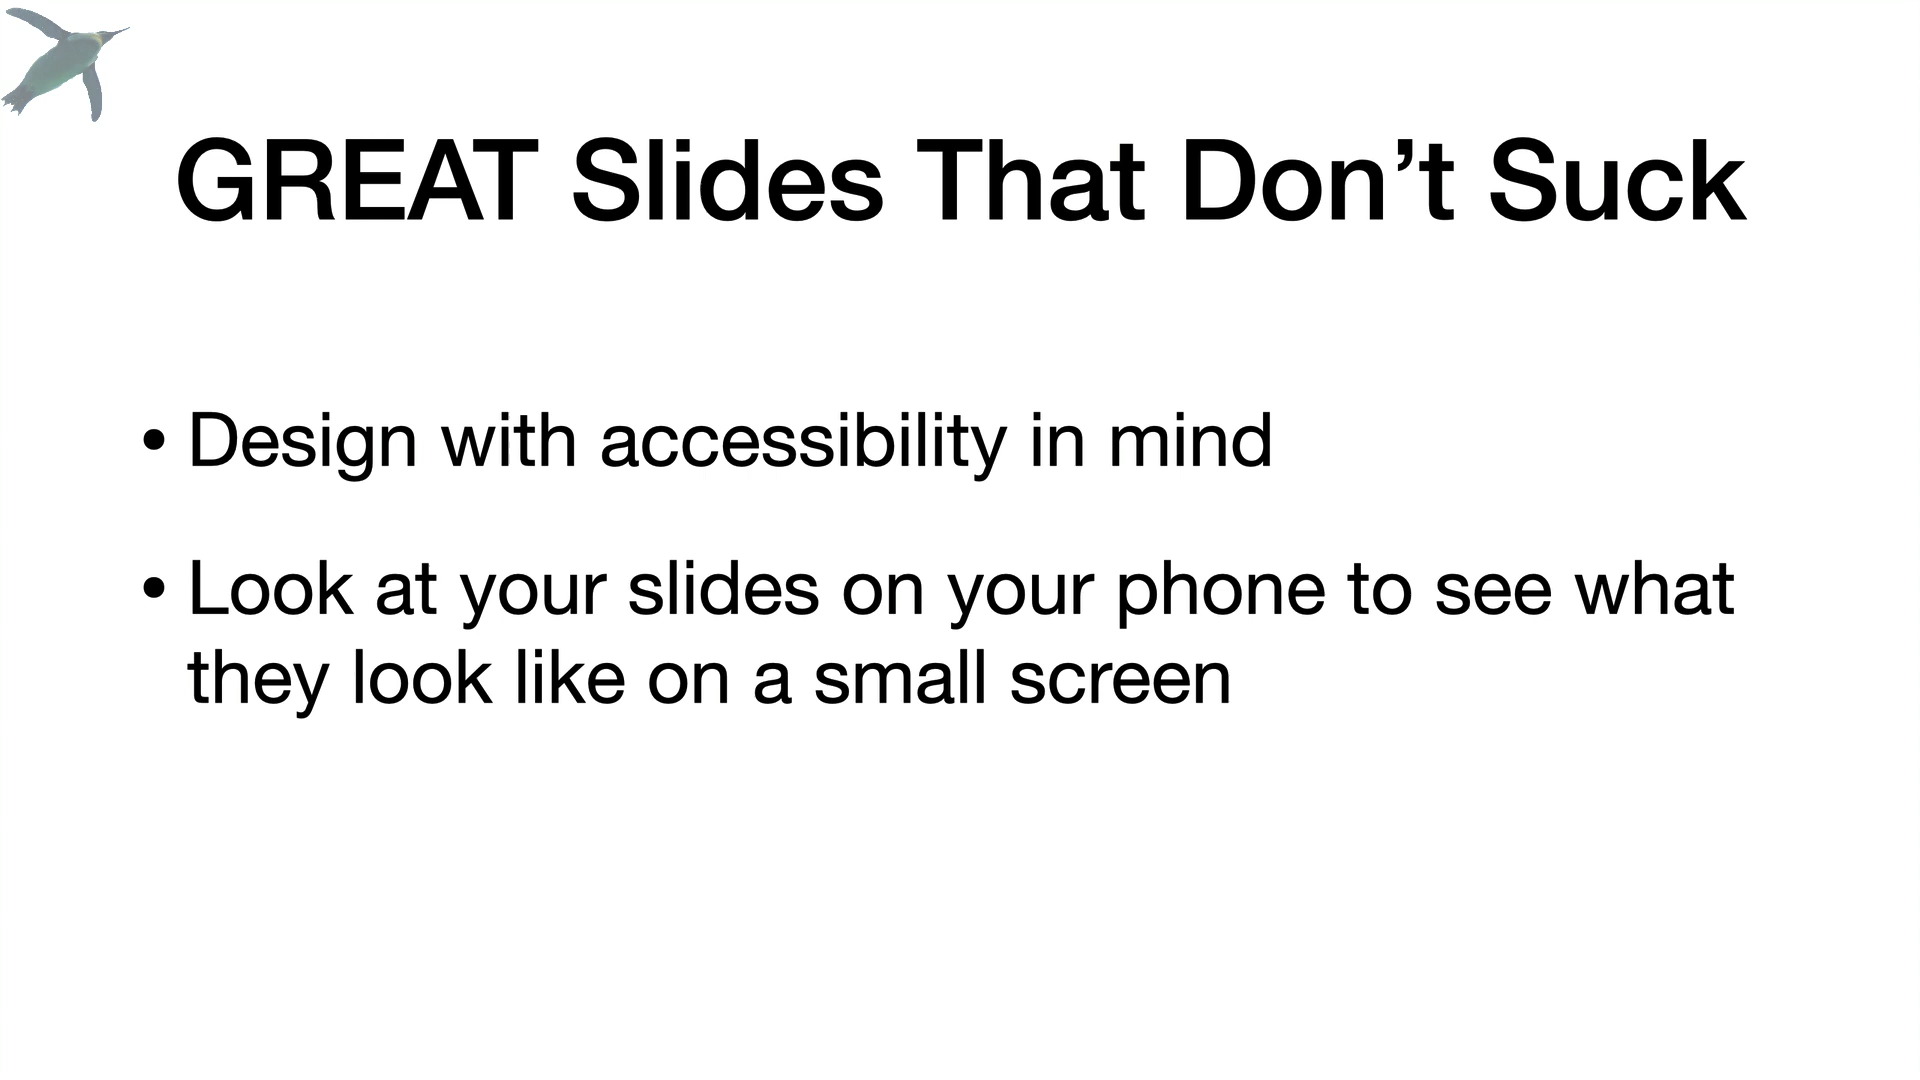 GREAT Slides That Don’t Suck
• Design with accessibility in mind
• Look at your slides on your phone to see what
they look like on a small screen